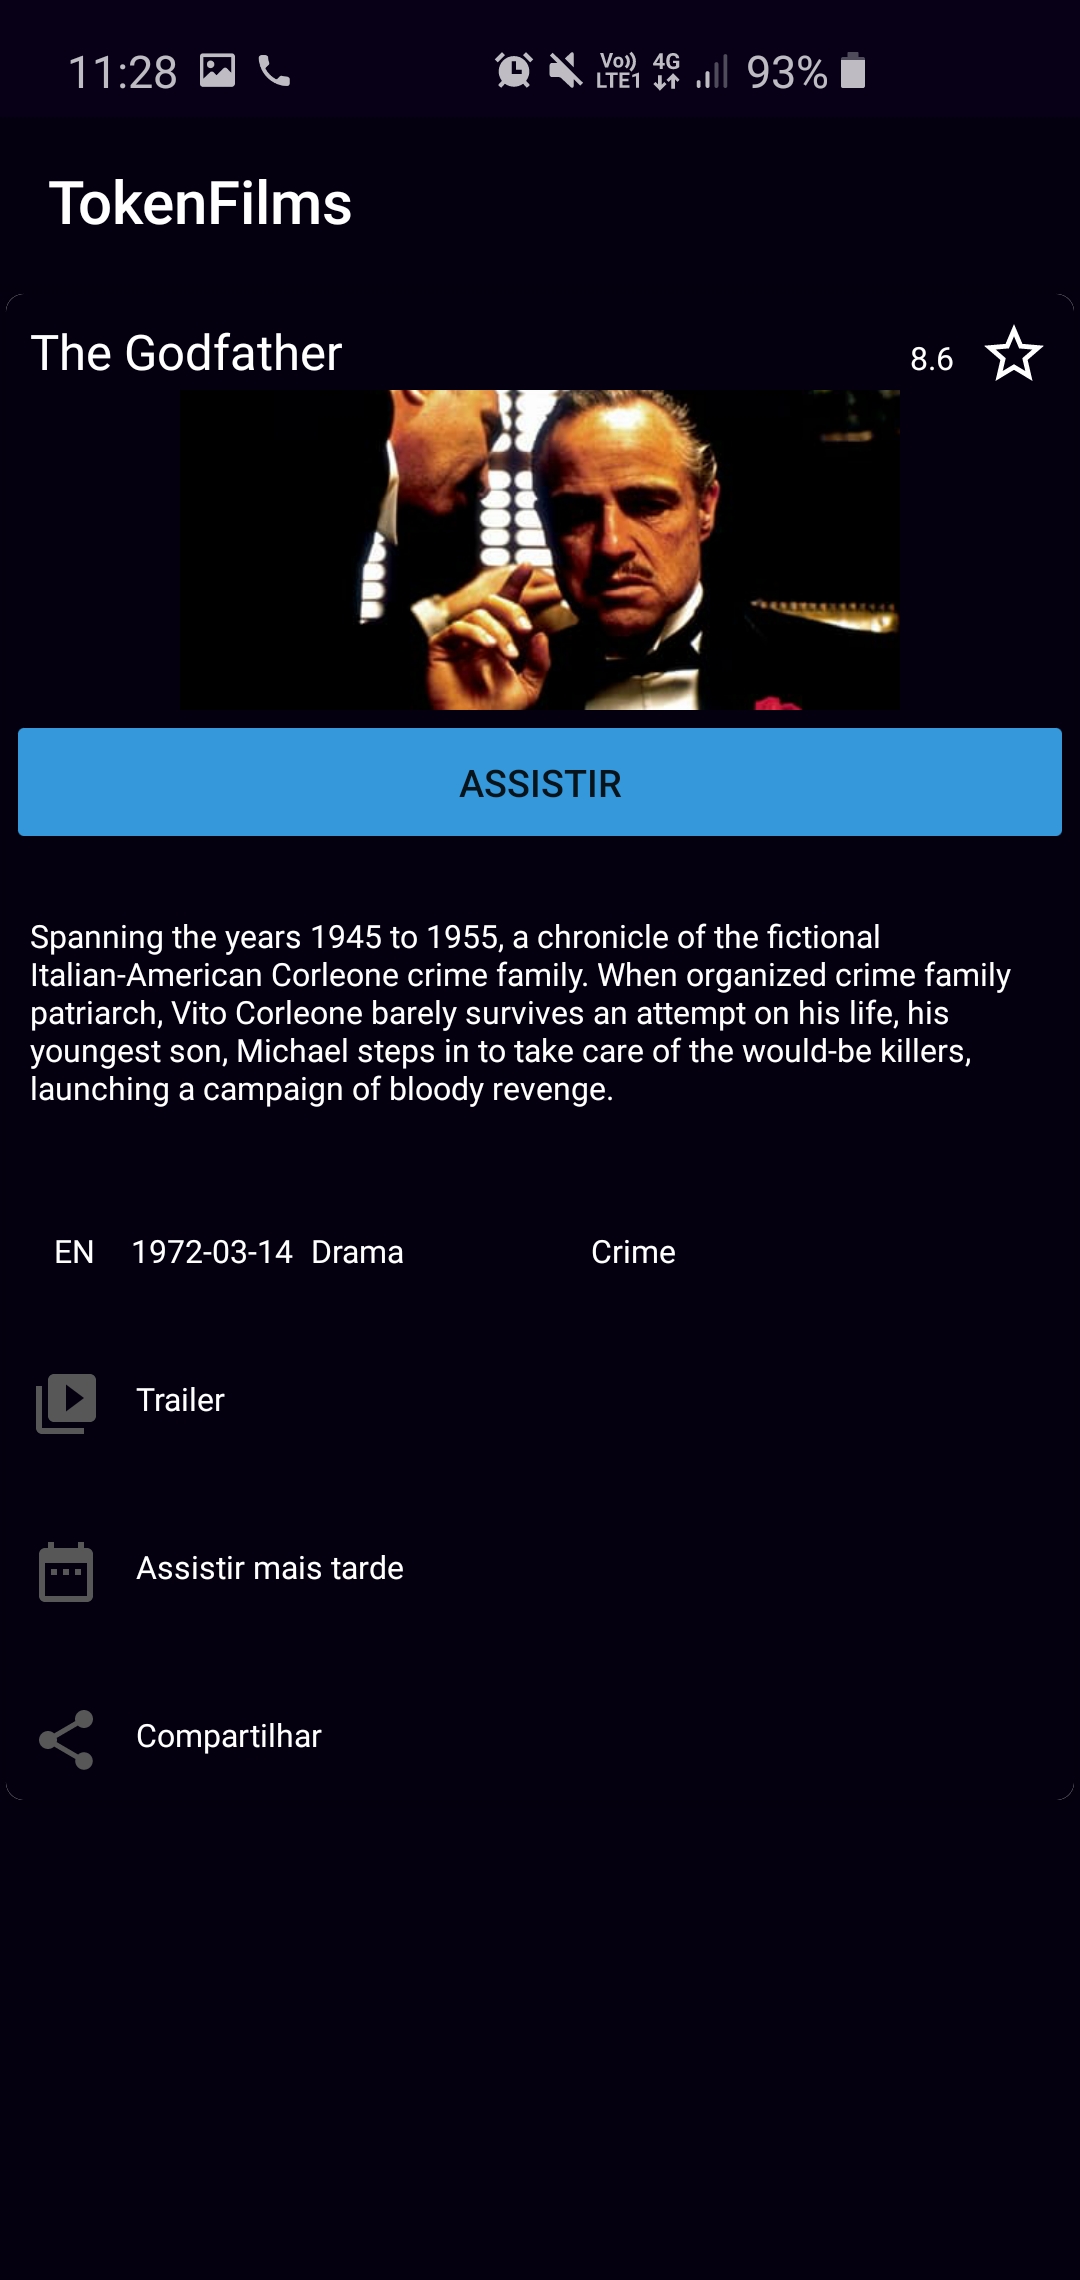 11:28 Vo)) LTE1 4G 93%
TokenFilms
The Godfather 8.6
ASSISTIR
Spanning the years 1945 to 1955, a chronicle of the fictional
Italian-American Corleone crime family. When organized crime family
patriarch, Vito Corleone barely survives an attempt on his life, his
youngest son, Michael steps in to take care of the would-be killers,
launching a campaign of bloody revenge.
EN 1972-03-14 Drama Crime
Trailer
Assistir mais tarde
Compartilhar